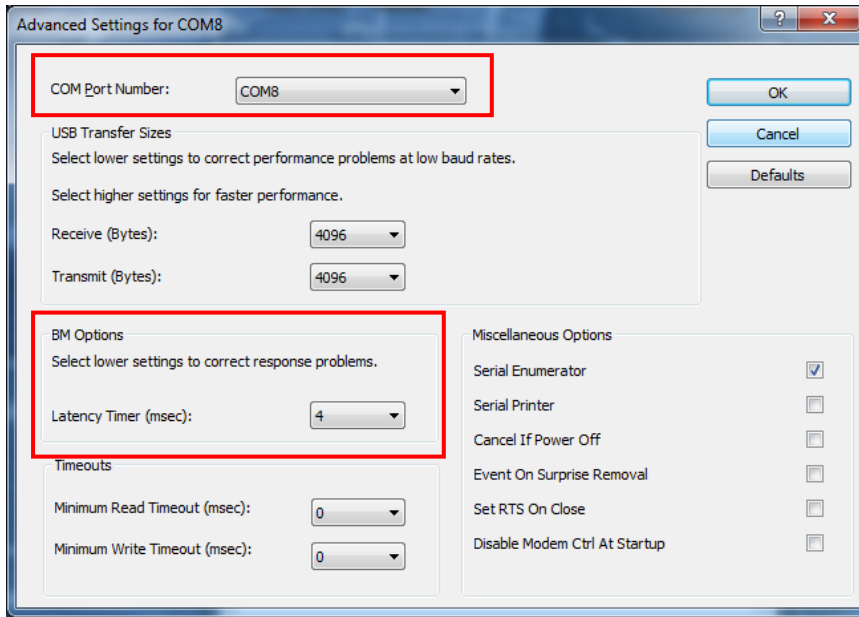 Advanced Settings for COM8
COM Port Number:
COM8
OK
Cancel
Defaults
USB Transfer Sizes
Select lower settings to correct performance problems at low baud rates.
Select higher settings for faster performance.
Receive (Bytes):
4096
Transmit (Bytes):
4096
BM Options
Select lower settings to correct response problems.
Latency Timer (msec):
4
Timeouts
Minimum Read Timeout (msec):
0
Minimum Write Timeout (msec):
0
Miscellaneous Options
Serial Enumerator
Serial Printer
Cancel If Power Off
Event On Surprise Removal
Set RTS On Close
Disable Modem Ctrl At Startup